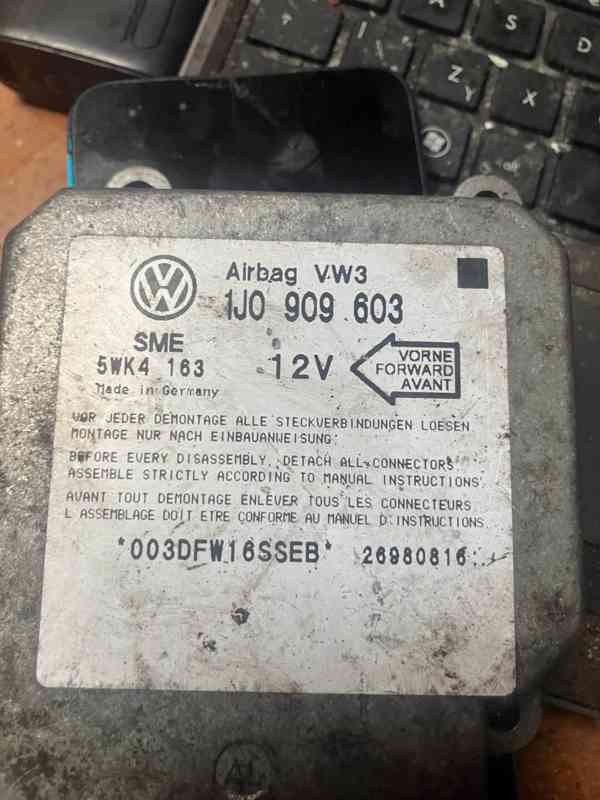 A
S
D
Z
Y
X
Airbag VW3
1J0 909 603
SME
5WK4 163
12V
VORNE
FORWARD
AVANT
Made in Germany
VOR JEDER DEMONTAGE ALLE STECKVERBINDUNGEN LOESEN
MONTAGE NUR NACH EINBAUANWEISUNG:
BEFORE EVERY DISASSEMBLY, DETACH ALL CONNECTORS
ASSEMBLE STRICTLY ACCORDING TO MANUAL INSTRUCTIONS
AVANT TOUT DEMONTAGE ENLEVER TOUS LES CONNECTEURS
L ASSEMBLAGE DOIT ETRE CONFORME AU MANUEL D INSTRUCTIONS
*003DFW16SSEB* 26980816
AL